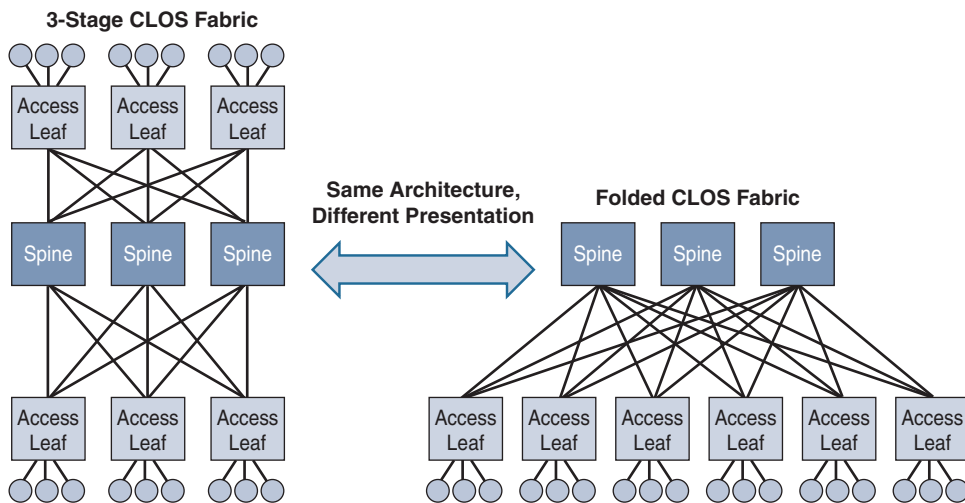 3-Stage CLOS Fabric
Access
Leaf
Access
Leaf
Access
Leaf
Spine
Spine
Spine
Access
Leaf
Access
Leaf
Access
Leaf
Same Architecture,
Different Presentation
Folded CLOS Fabric
Spine
Spine
Spine
Access
Leaf
Access
Leaf
Access
Leaf
Access
Leaf
Access
Leaf
Access
Leaf